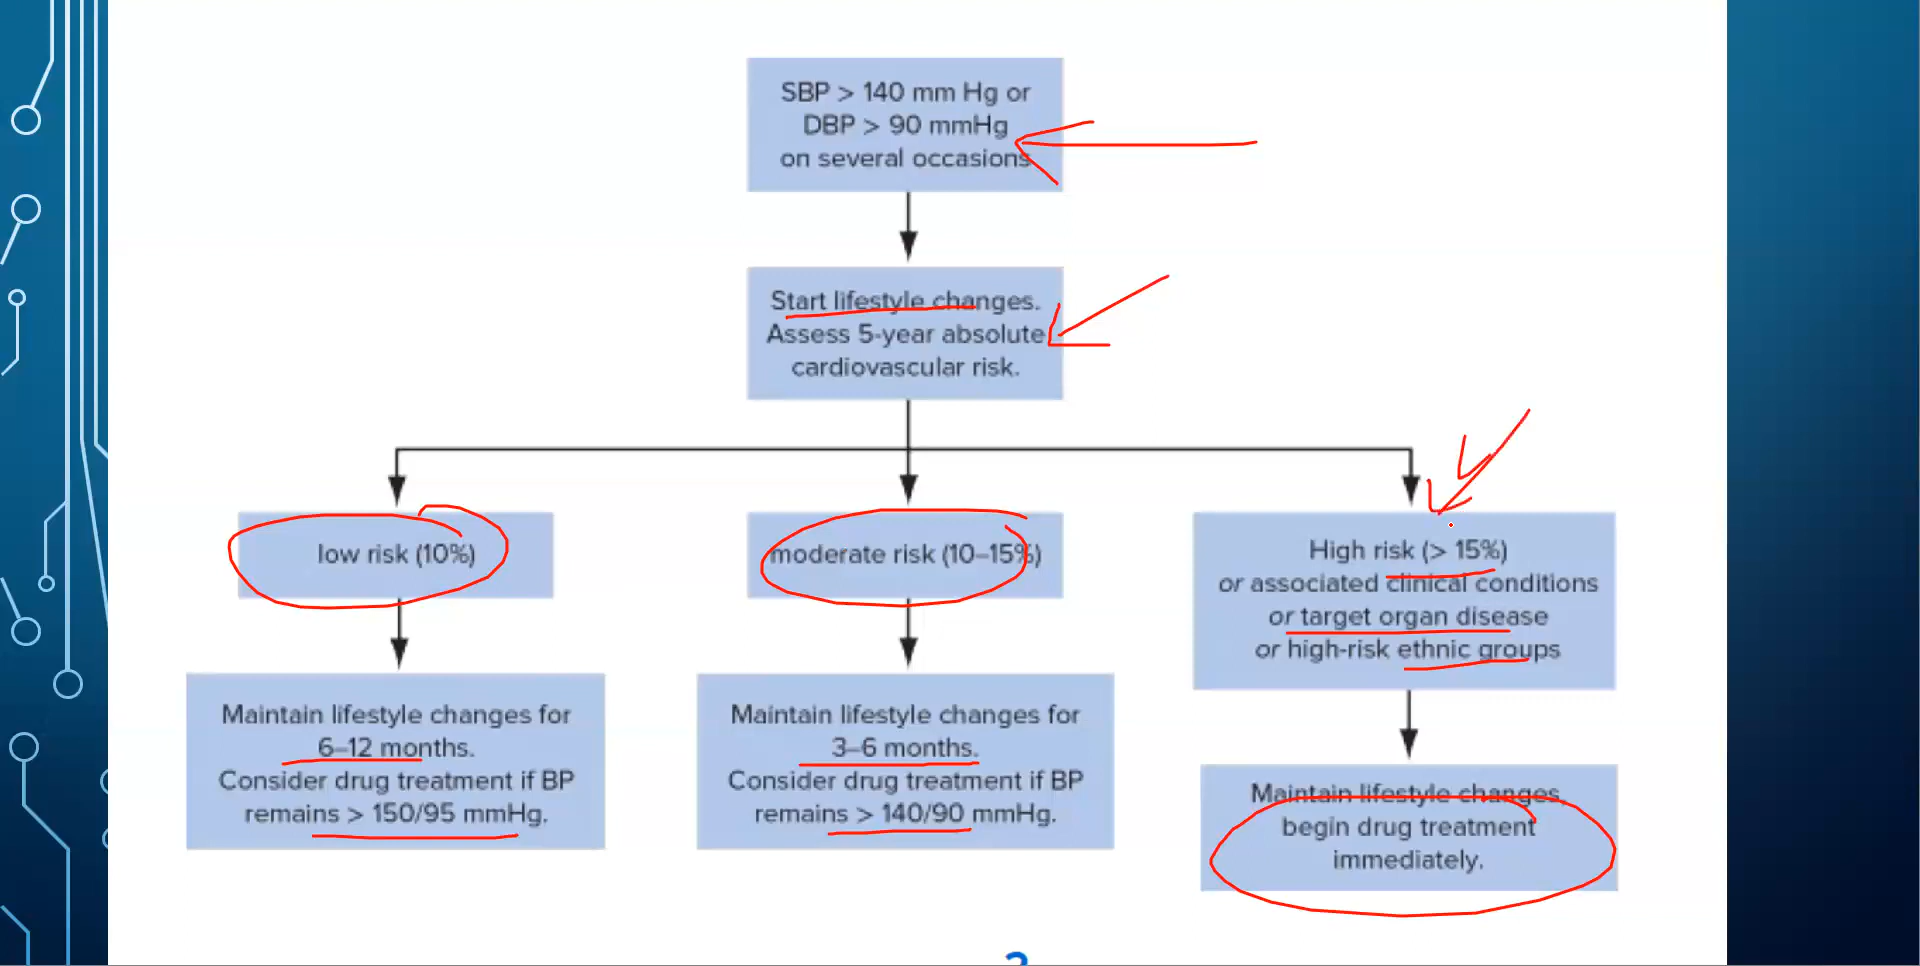 SBP > 140 mm Hg or
DBP > 90 mmHg
on several occasions
Start lifestyle changes.
Assess 5-year absolute
cardiovascular risk.
low risk (10%)
moderate risk (10–15%)
High risk (> 15%)
or associated clinical conditions
or target organ disease
or high-risk ethnic groups
Maintain lifestyle changes for
6–12 months.
Consider drug treatment if BP
remains > 150/95 mmHg.
Maintain lifestyle changes for
3–6 months.
Consider drug treatment if BP
remains > 140/90 mmHg.
Maintain lifestyle changes,
begin drug treatment
immediately.